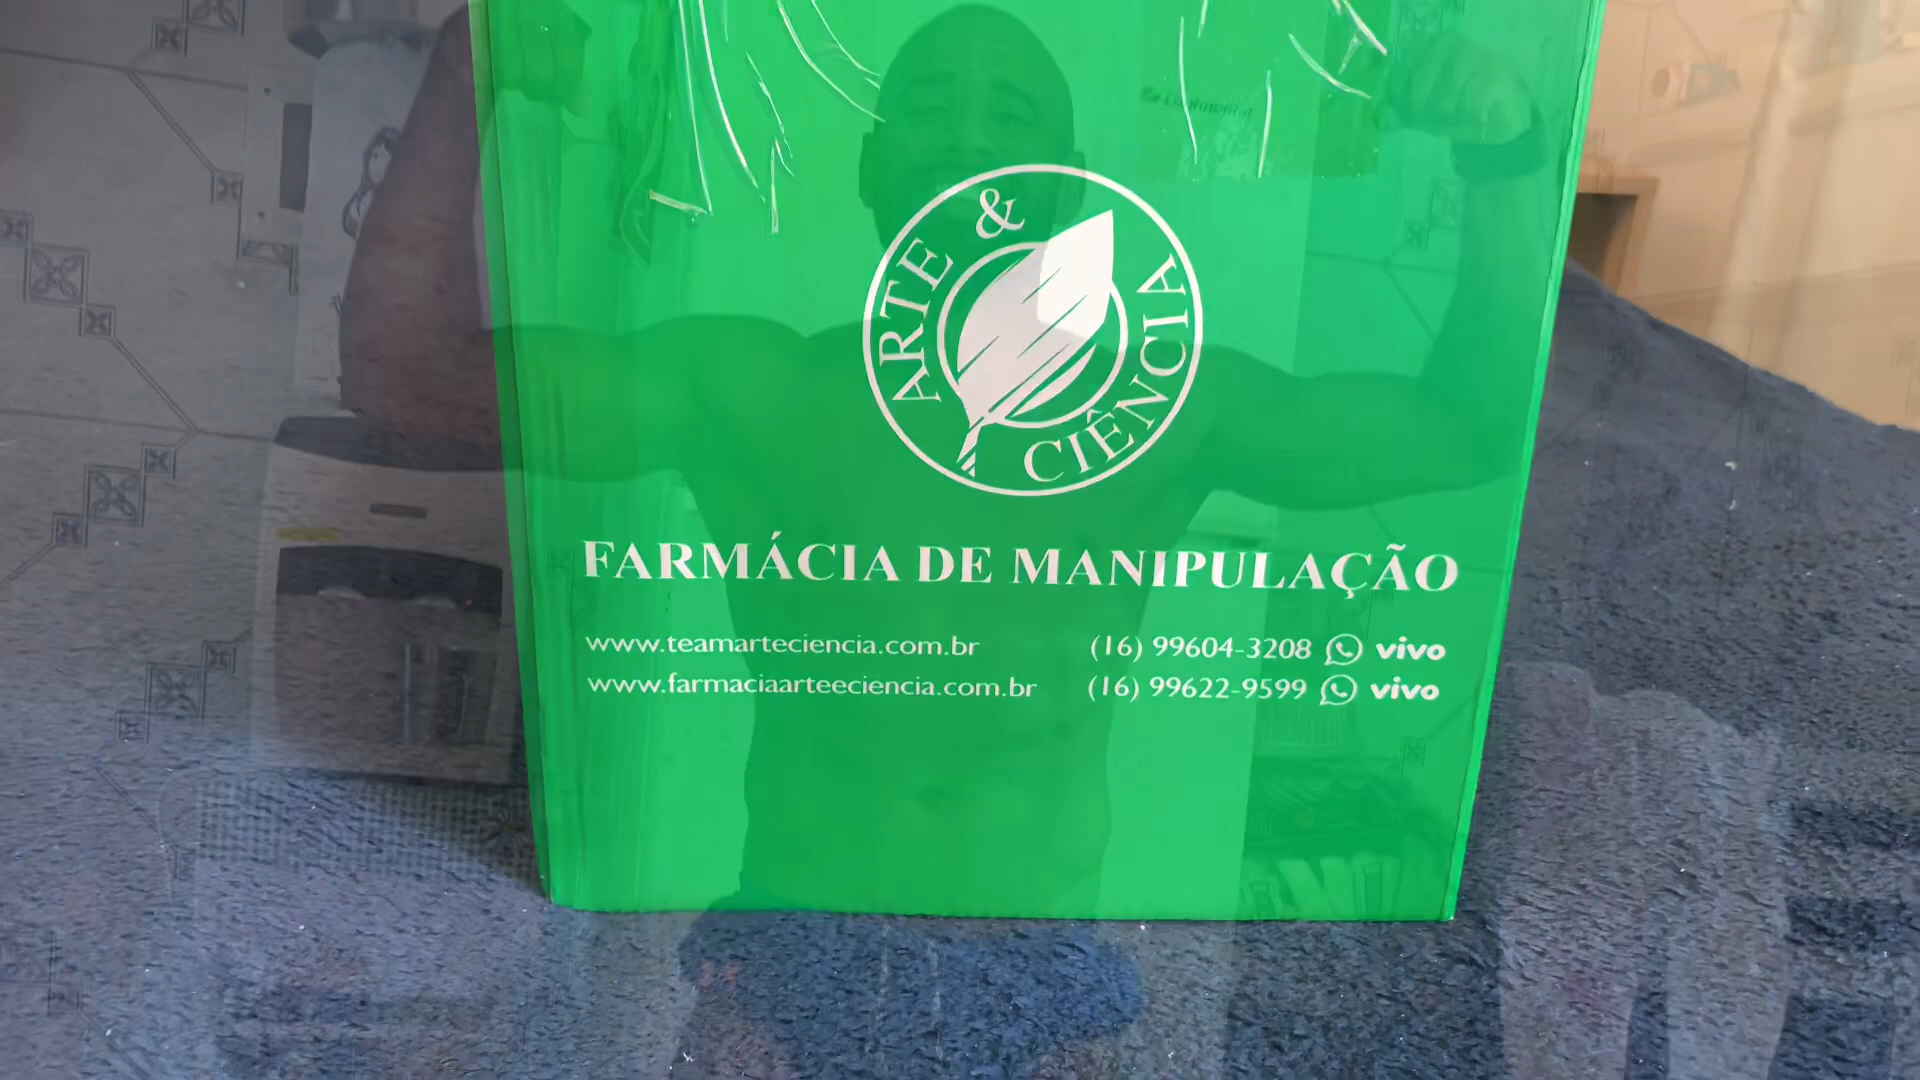 ARTE & CIÊNCIA
FARMÁCIA DE MANIPULAÇÃO
www.teamarteciencia.com.br (16) 99604-3208 vivo
www.farmaciaarteeciencia.com.br (16) 99622-9599 vivo